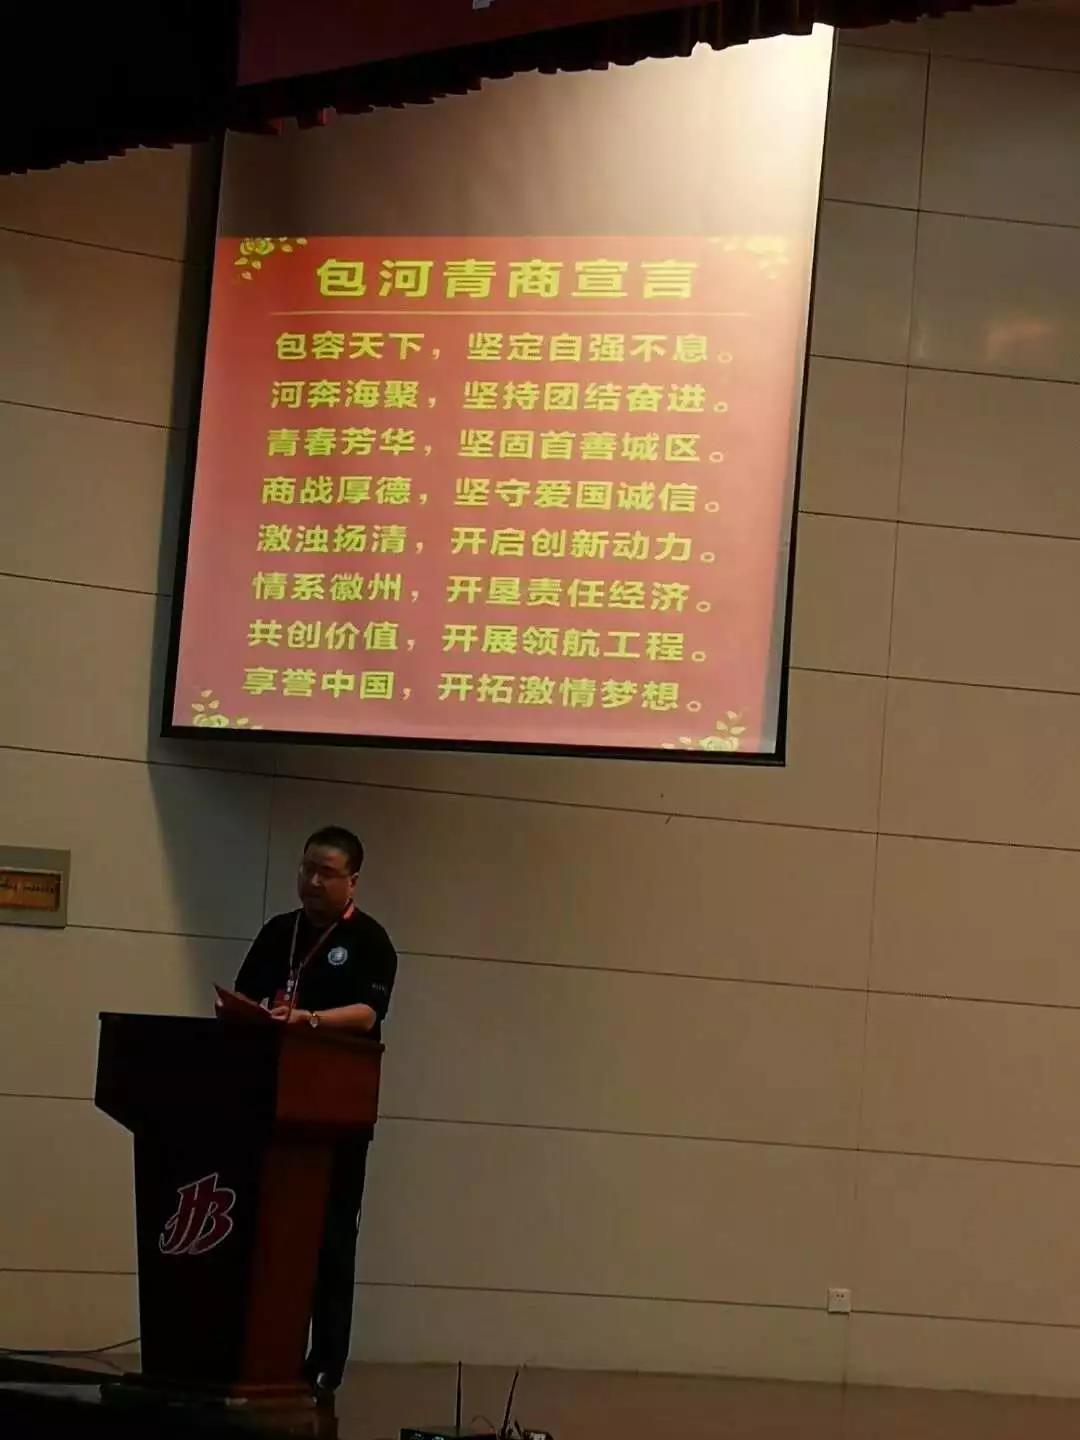 包河青商宣言
包容天下，坚定自强不息。
河奔海聚，坚持团结奋进。
青春芳华，坚固首善城区。
商战厚德，坚守爱国诚信。
激浊扬清，开启创新动力。
情系徽州，开垦责任经济。
共创价值，开展领航工程。
享誉中国，开拓激情梦想。